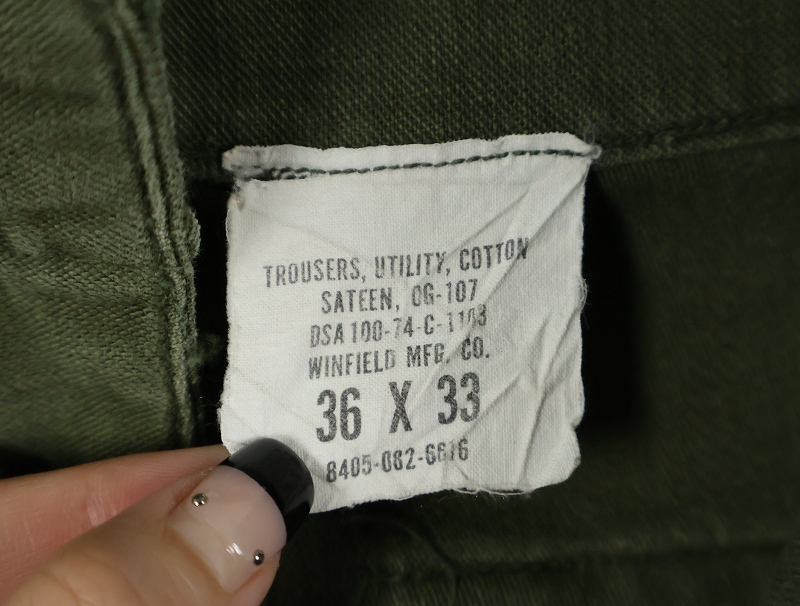 TROUSERS, UTILITY, COTTON
SATEEN, OG-107
DSA 100-74-C-1103
WINFIELD MFG. CO.
36 X 33
8405-082-6616